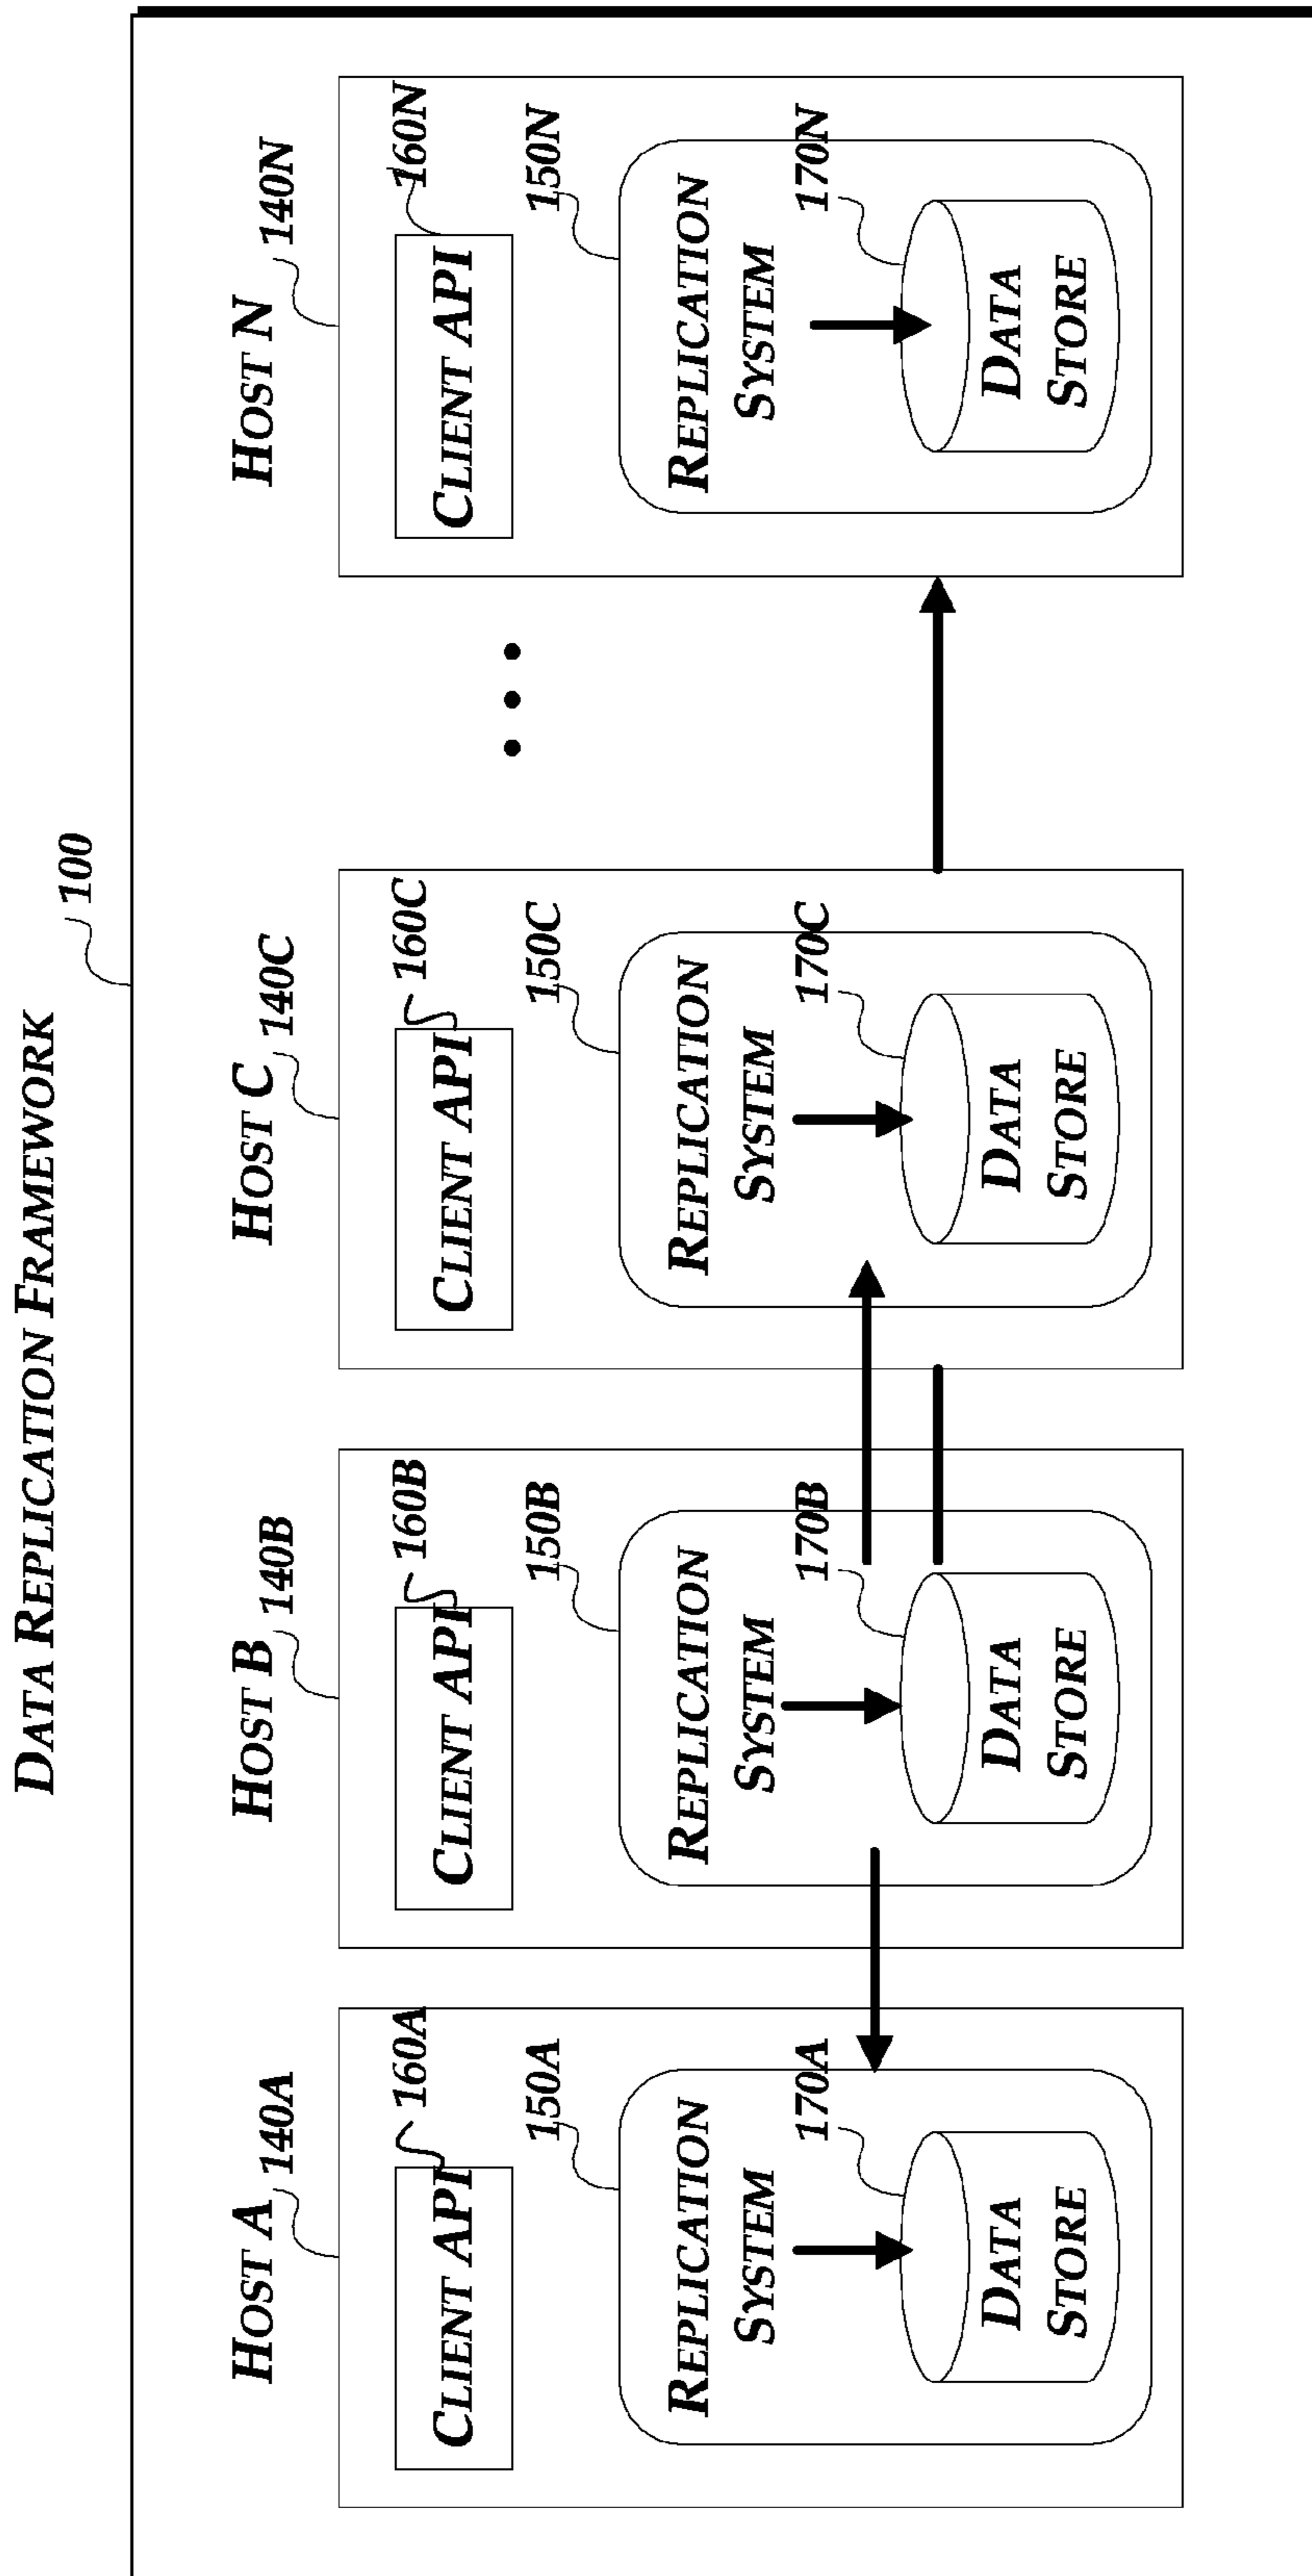 DATA REPLICATION FRAMEWORK
100
HOST A
140A
CLIENT API
160A
150A
REPLICATION
SYSTEM
170A
DATA
STORE
HOST B
140B
CLIENT API
160B
150B
REPLICATION
SYSTEM
170B
DATA
STORE
HOST C
140C
CLIENT API
160C
150C
REPLICATION
SYSTEM
170C
DATA
STORE
HOST N
140N
CLIENT API
160N
150N
REPLICATION
SYSTEM
170N
DATA
STORE